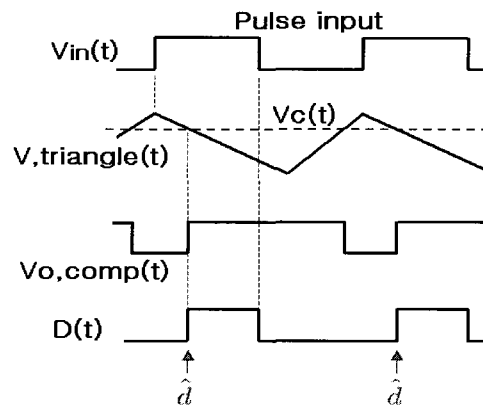 Pulse input
Vin(t)
Vc(t)
V,triangle(t)
Vo,comp(t)
D(t)
d̂ d̂